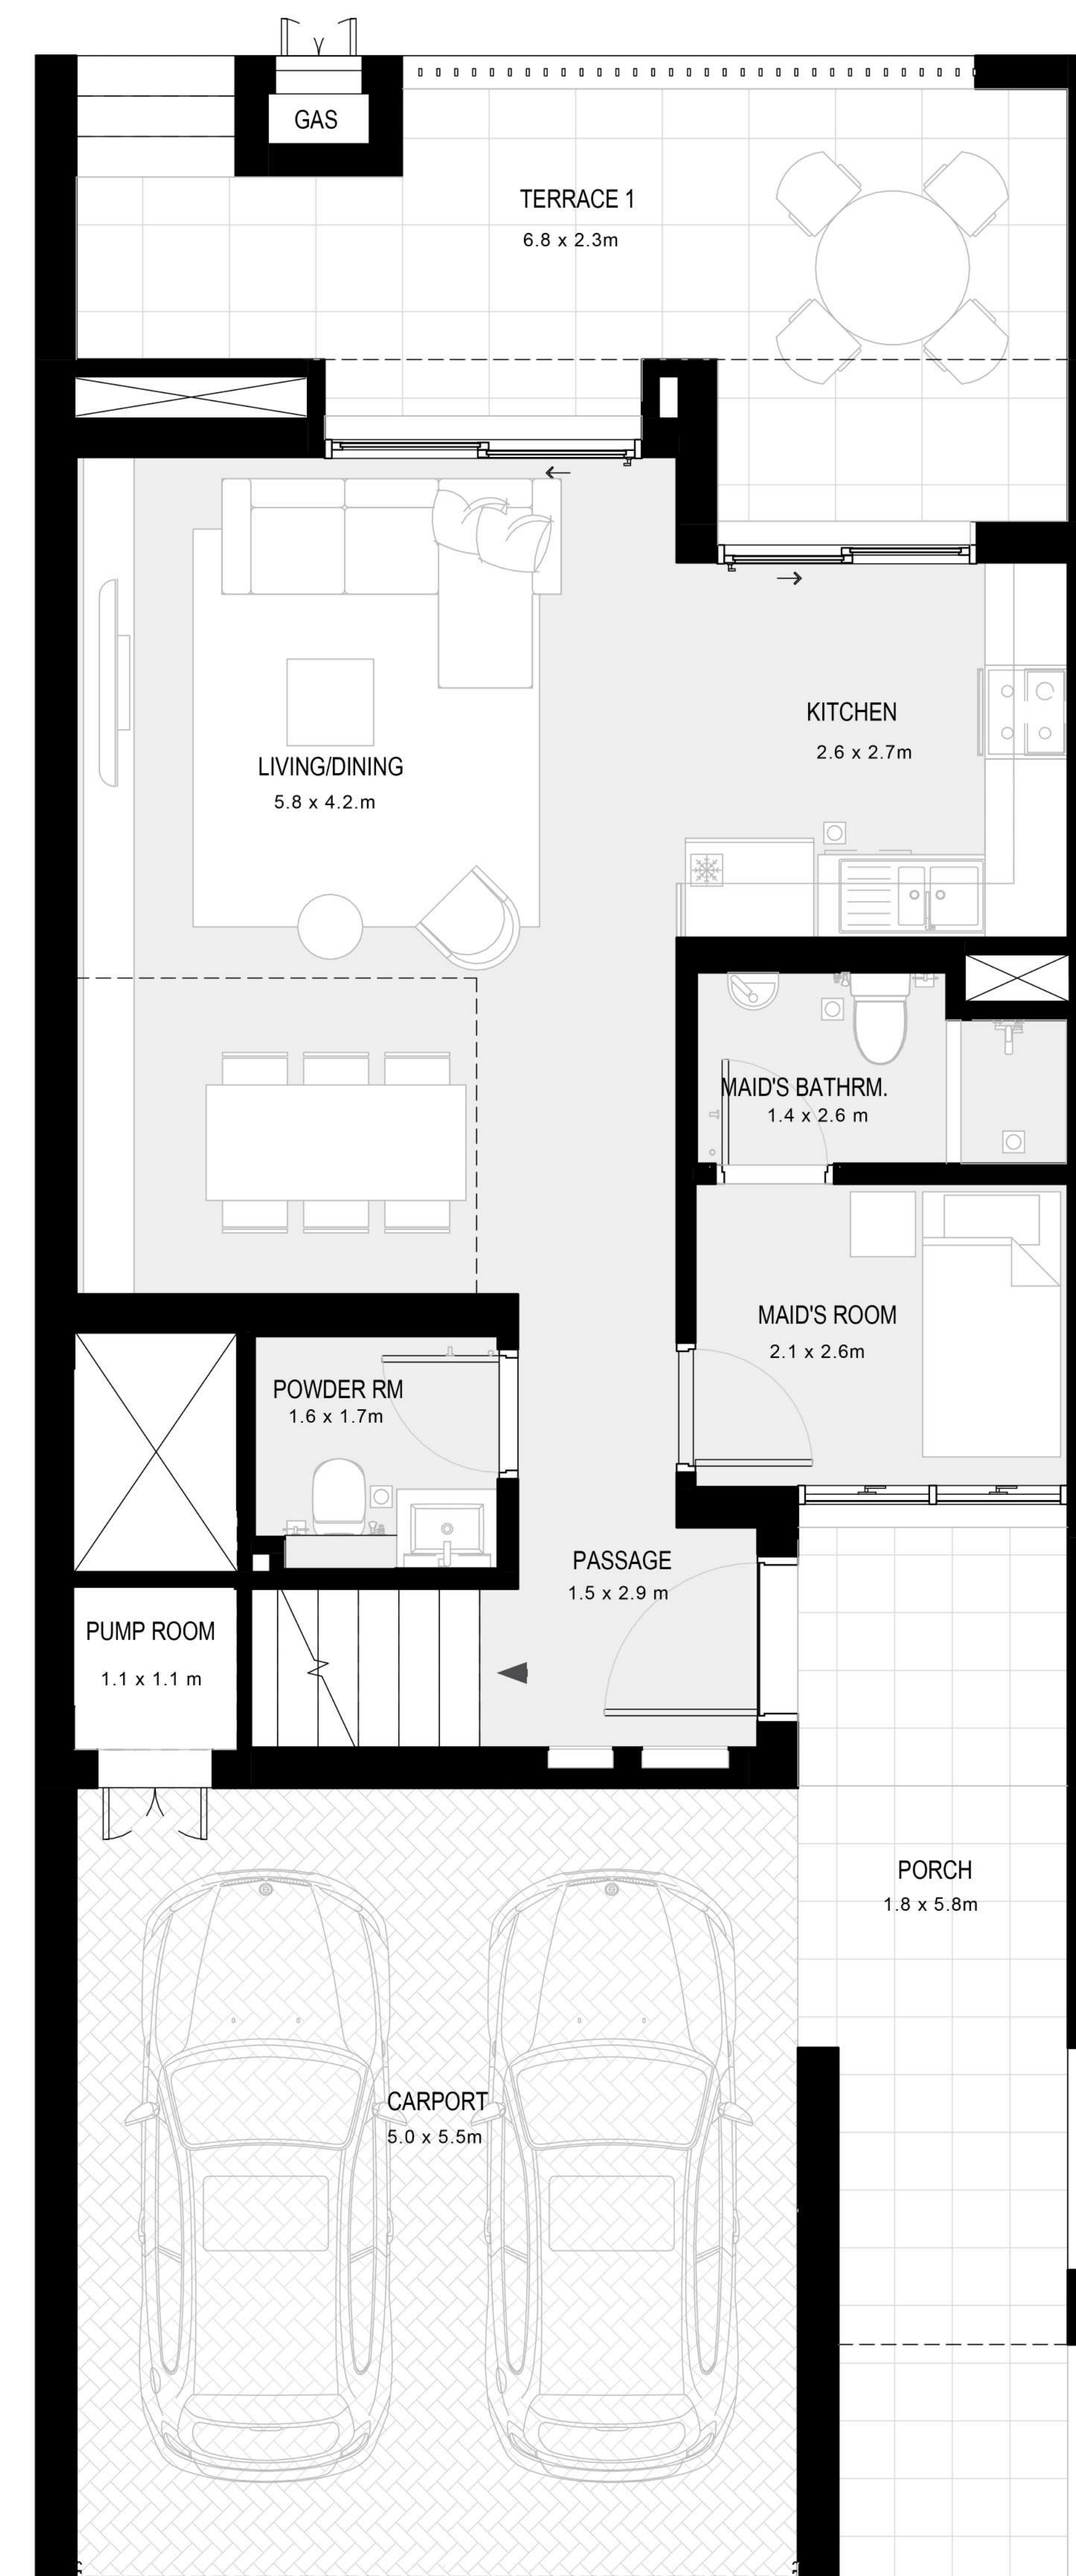 GAS
TERRACE 1
6.8 x 2.3m
KITCHEN
2.6 x 2.7m
LIVING/DINING
5.8 x 4.2.m
MAID'S BATHRM.
1.4 x 2.6 m
MAID'S ROOM
2.1 x 2.6m
POWDER RM
1.6 x 1.7m
PASSAGE
1.5 x 2.9 m
PUMP ROOM
1.1 x 1.1 m
PORCH
1.8 x 5.8m
CARPORT
5.0 x 5.5m